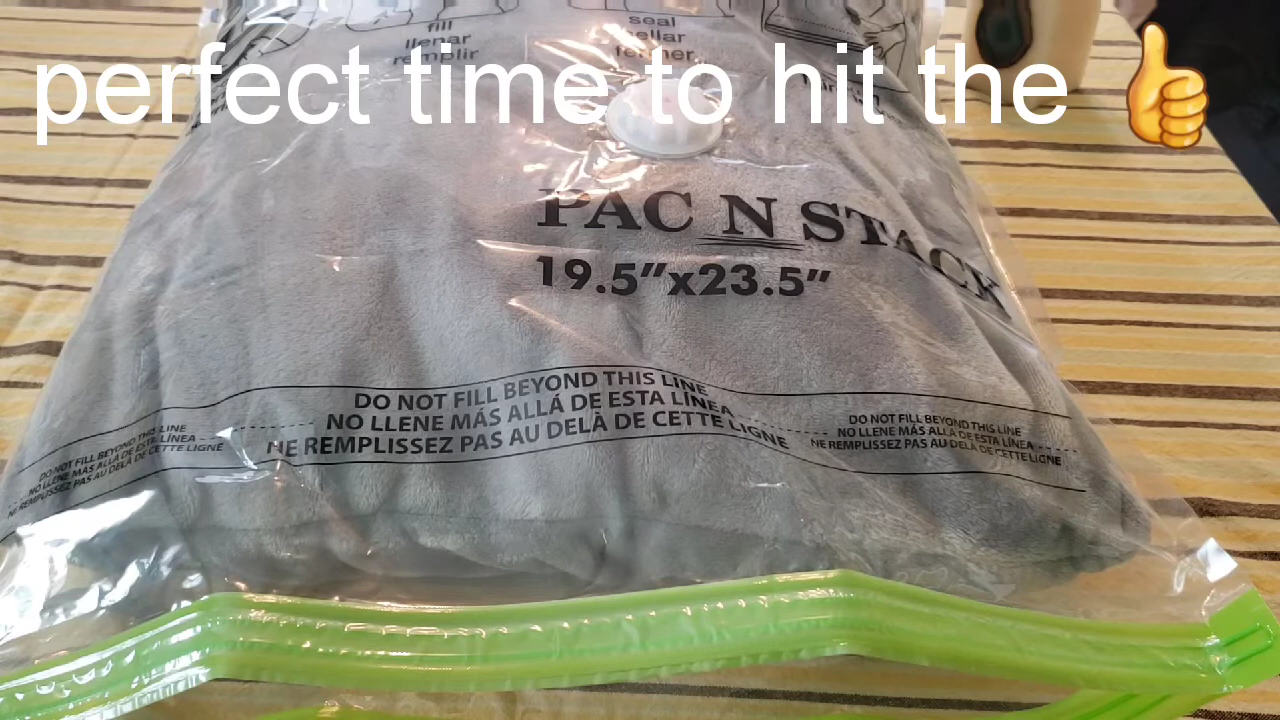 fill
llenar
remplir
seal
sellar
fermer
perfect time to hit the 👍
PAC N STACK
19.5"x23.5"
DO NOT FILL BEYOND THIS LINE
NO LLENE MÁS ALLÁ DE ESTA LÍNEA
NE REMPLISSEZ PAS AU DELÀ DE CETTE LIGNE
DO NOT FILL BEYOND THIS LINE
NO LLENE MÁS ALLÁ DE ESTA LÍNEA
NE REMPLISSEZ PAS AU DELÀ DE CETTE LIGNE
DO NOT FILL BEYOND THIS LINE
NO LLENE MÁS ALLÁ DE ESTA LÍNEA
NE REMPLISSEZ PAS AU DELÀ DE CETTE LIGNE